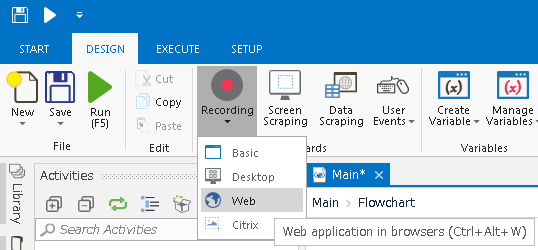 START DESIGN EXECUTE SETUP
New Save Run (F5)
Cut
Copy
Paste
Recording Screen Scraping Data Scraping User Events Create Variable Manage Variables
File Edit ards Variables
Basic
Desktop
Web
Citrix
Library
Activities
Search Activities
Main*
Main Flowchart
Web application in browsers (Ctrl+Alt+W)